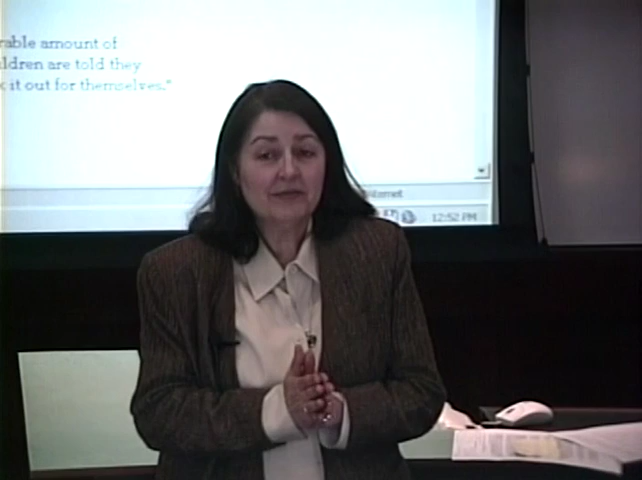 rable amount of
ldren are told they
k it out for themselves."
12:52 PM